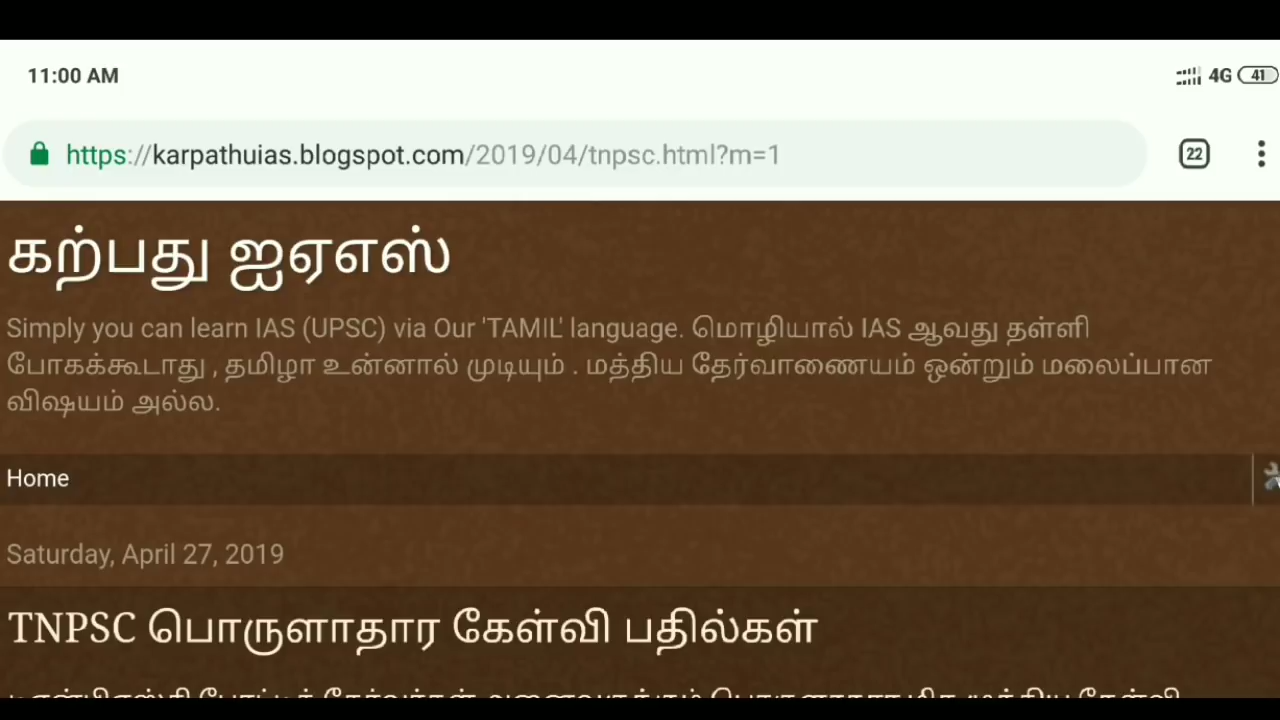 11:00 AM
4G 41
https://karpathuias.blogspot.com/2019/04/tnpsc.html?m=1
22
கற்பது ஐஏஎஸ்
Simply you can learn IAS (UPSC) via Our 'TAMIL' language. மொழியால் IAS ஆவது தள்ளி
போகக்கூடாது , தமிழா உன்னால் முடியும் . மத்திய தேர்வாணையம் ஒன்றும் மலைப்பான
விஷயம் அல்ல.
Home
Saturday, April 27, 2019
TNPSC பொருளாதார கேள்வி பதில்கள்